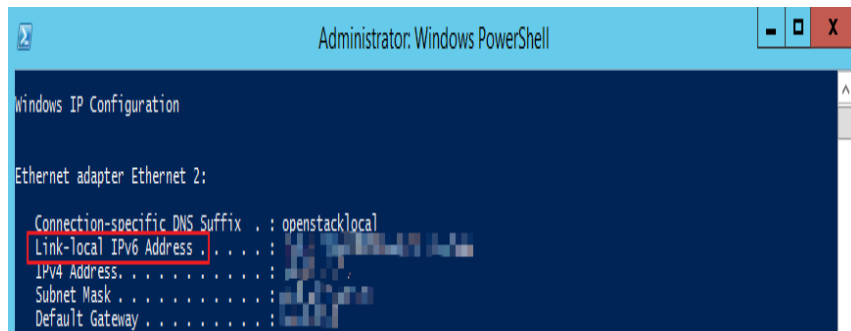 Administrator: Windows PowerShell
Windows IP Configuration
Ethernet adapter Ethernet 2:
Connection-specific DNS Suffix . : openstacklocal
Link-local IPv6 Address . . . . . :
IPv4 Address. . . . . . . . . . . :
Subnet Mask . . . . . . . . . . . :
Default Gateway . . . . . . . . . :